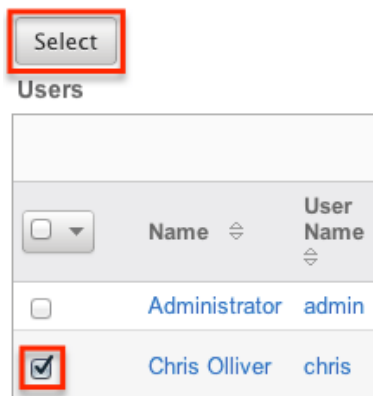 Select
Users
Name User Name
Administrator admin
Chris Olliver chris